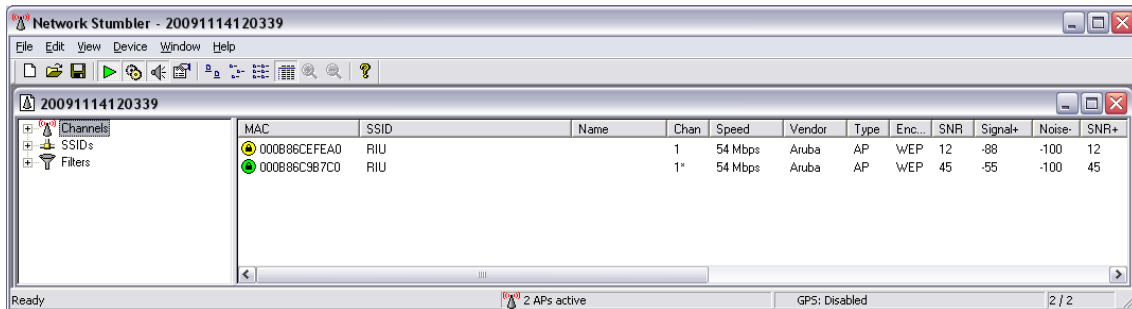 Network Stumbler - 20091114120339
File Edit View Device Window Help
20091114120339
Channels
SSIDs
Filters
MAC SSID Name Chan Speed Vendor Type Enc... SNR Signal+ Noise- SNR+
000B86CEFEA0 RIU 1 54 Mbps Aruba AP WEP 12 -88 -100 12
000B86C9B7C0 RIU 1* 54 Mbps Aruba AP WEP 45 -55 -100 45
Ready 2 APs active GPS: Disabled 2 / 2